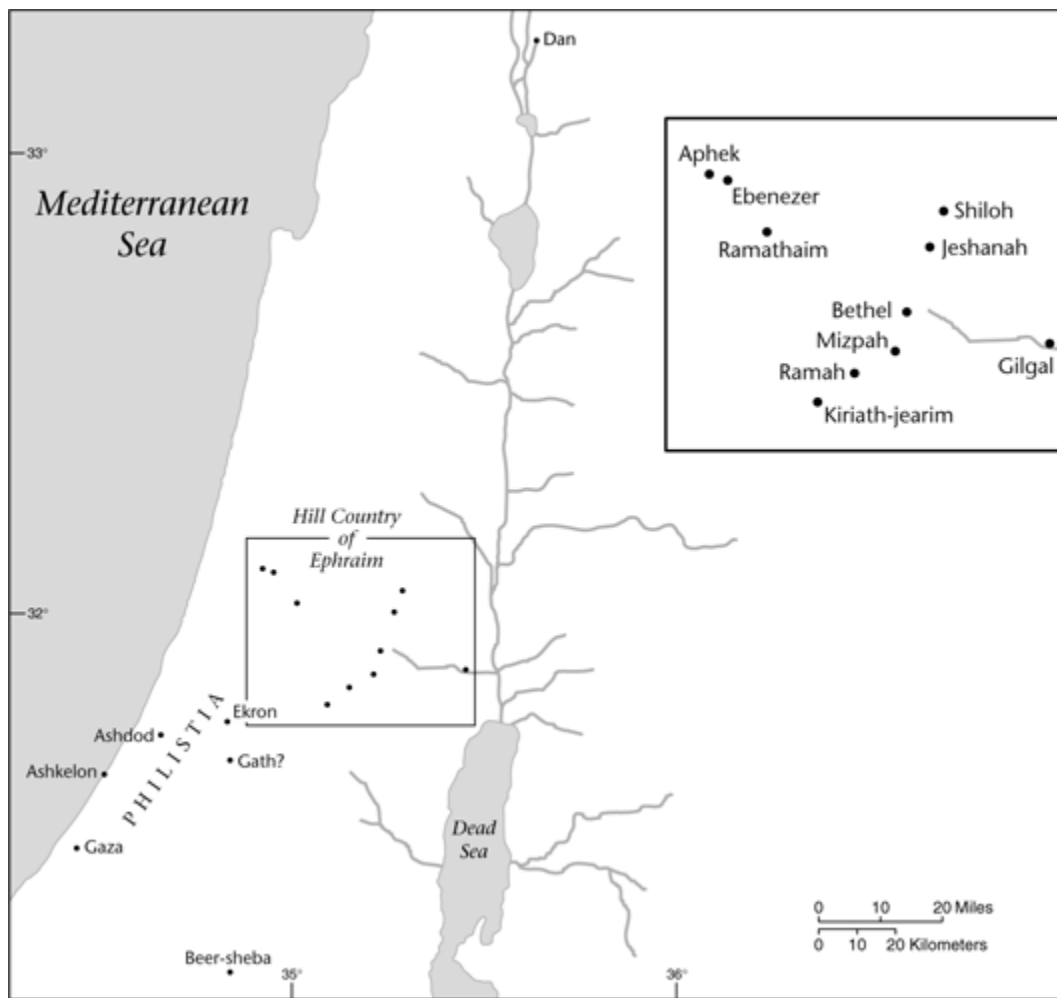 Dan
33°
Mediterranean
Sea
Aphek
Ebenezer
Ramathaim
Shiloh
Jeshanah
Bethel
Mizpah
Ramah
Gilgal
Kiriath-jearim
Hill Country
of
Ephraim
32°
PHILISTIA
Ekron
Ashdod
Gath?
Ashkelon
Gaza
Dead
Sea
0 10 20 Miles
0 10 20 Kilometers
Beer-sheba
35°
36°